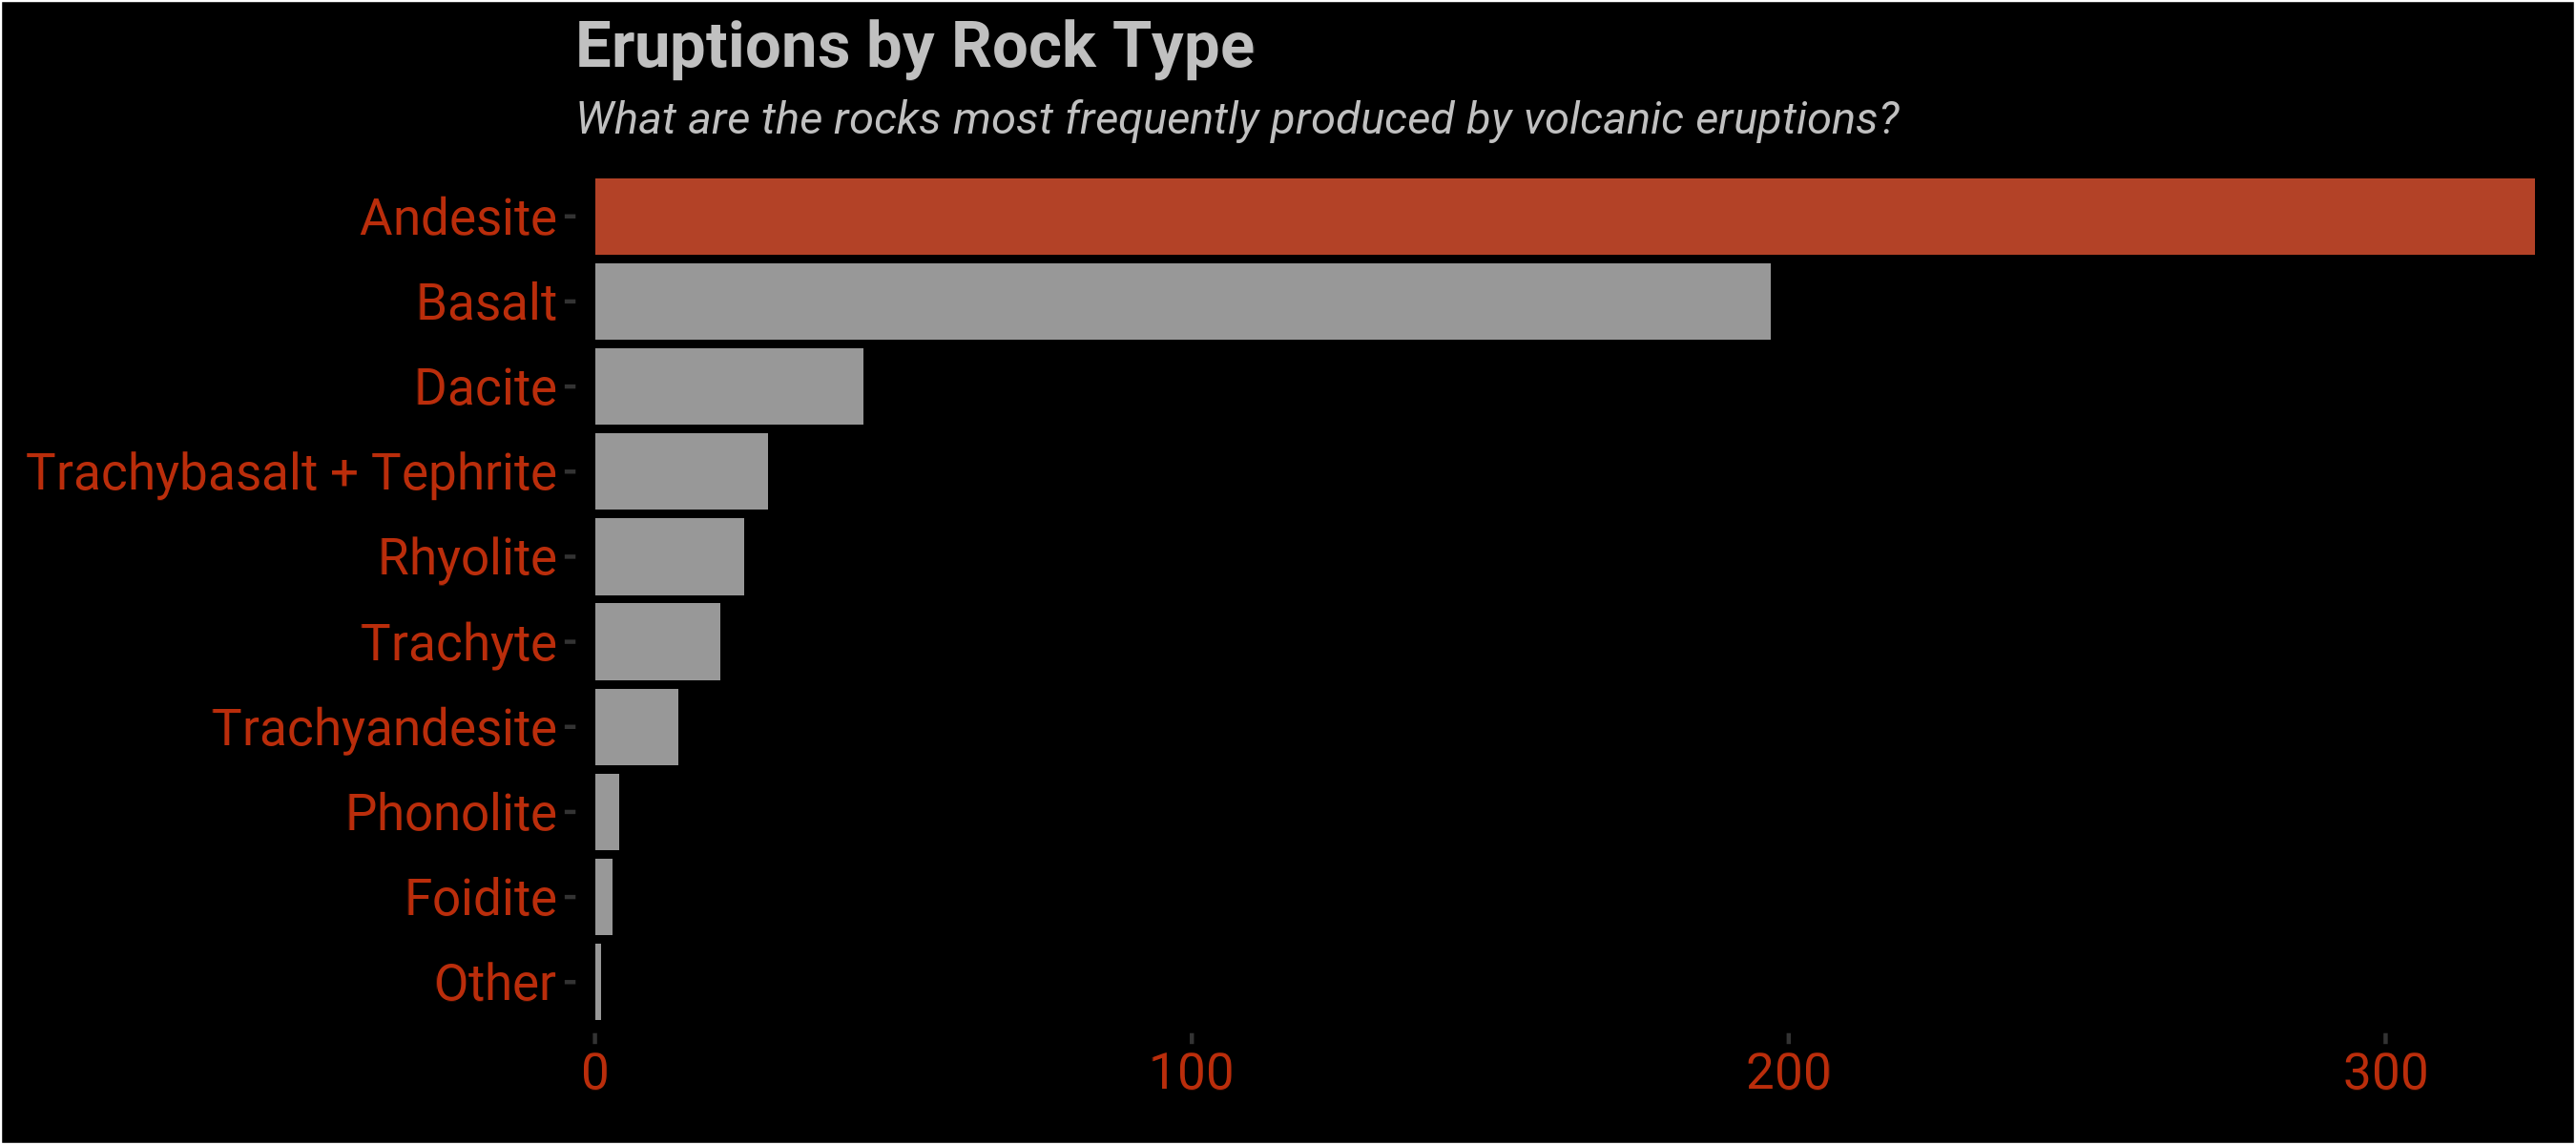 Eruptions by Rock Type
What are the rocks most frequently produced by volcanic eruptions?
Andesite
Basalt
Dacite
Trachybasalt + Tephrite
Rhyolite
Trachyte
Trachyandesite
Phonolite
Foidite
Other
0 100 200 300